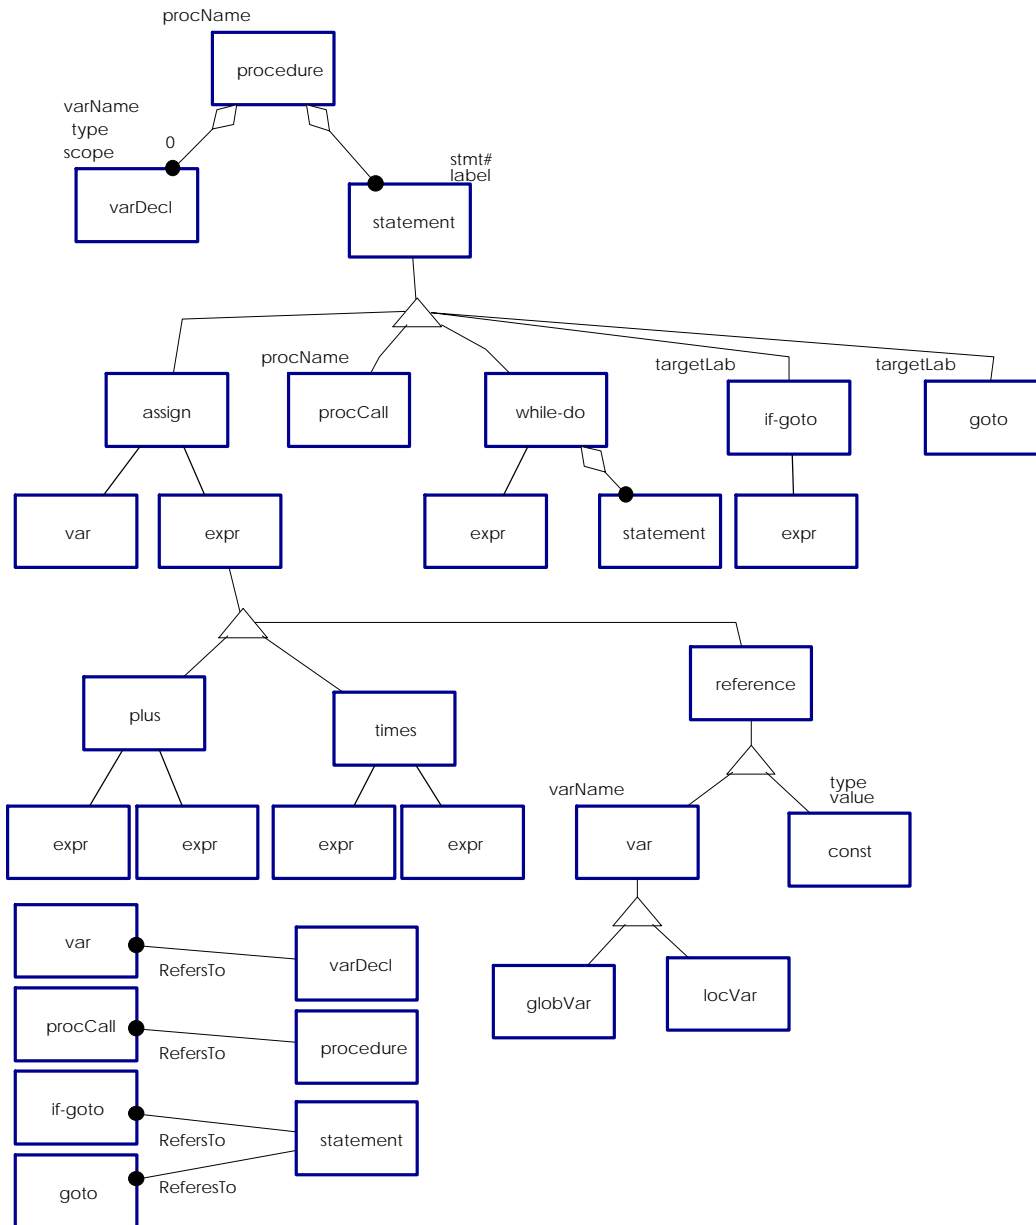 procName
procedure
varName
type
scope
0
varDecl
stmt#
label
statement
procName
targetLab
targetLab
assign
procCall
while-do
if-goto
goto
var
expr
expr
statement
expr
plus
times
reference
varName
type
value
expr
expr
expr
expr
var
const
var
RefersTo
varDecl
globVar
locVar
procCall
RefersTo
procedure
if-goto
RefersTo
statement
goto
ReferesTo